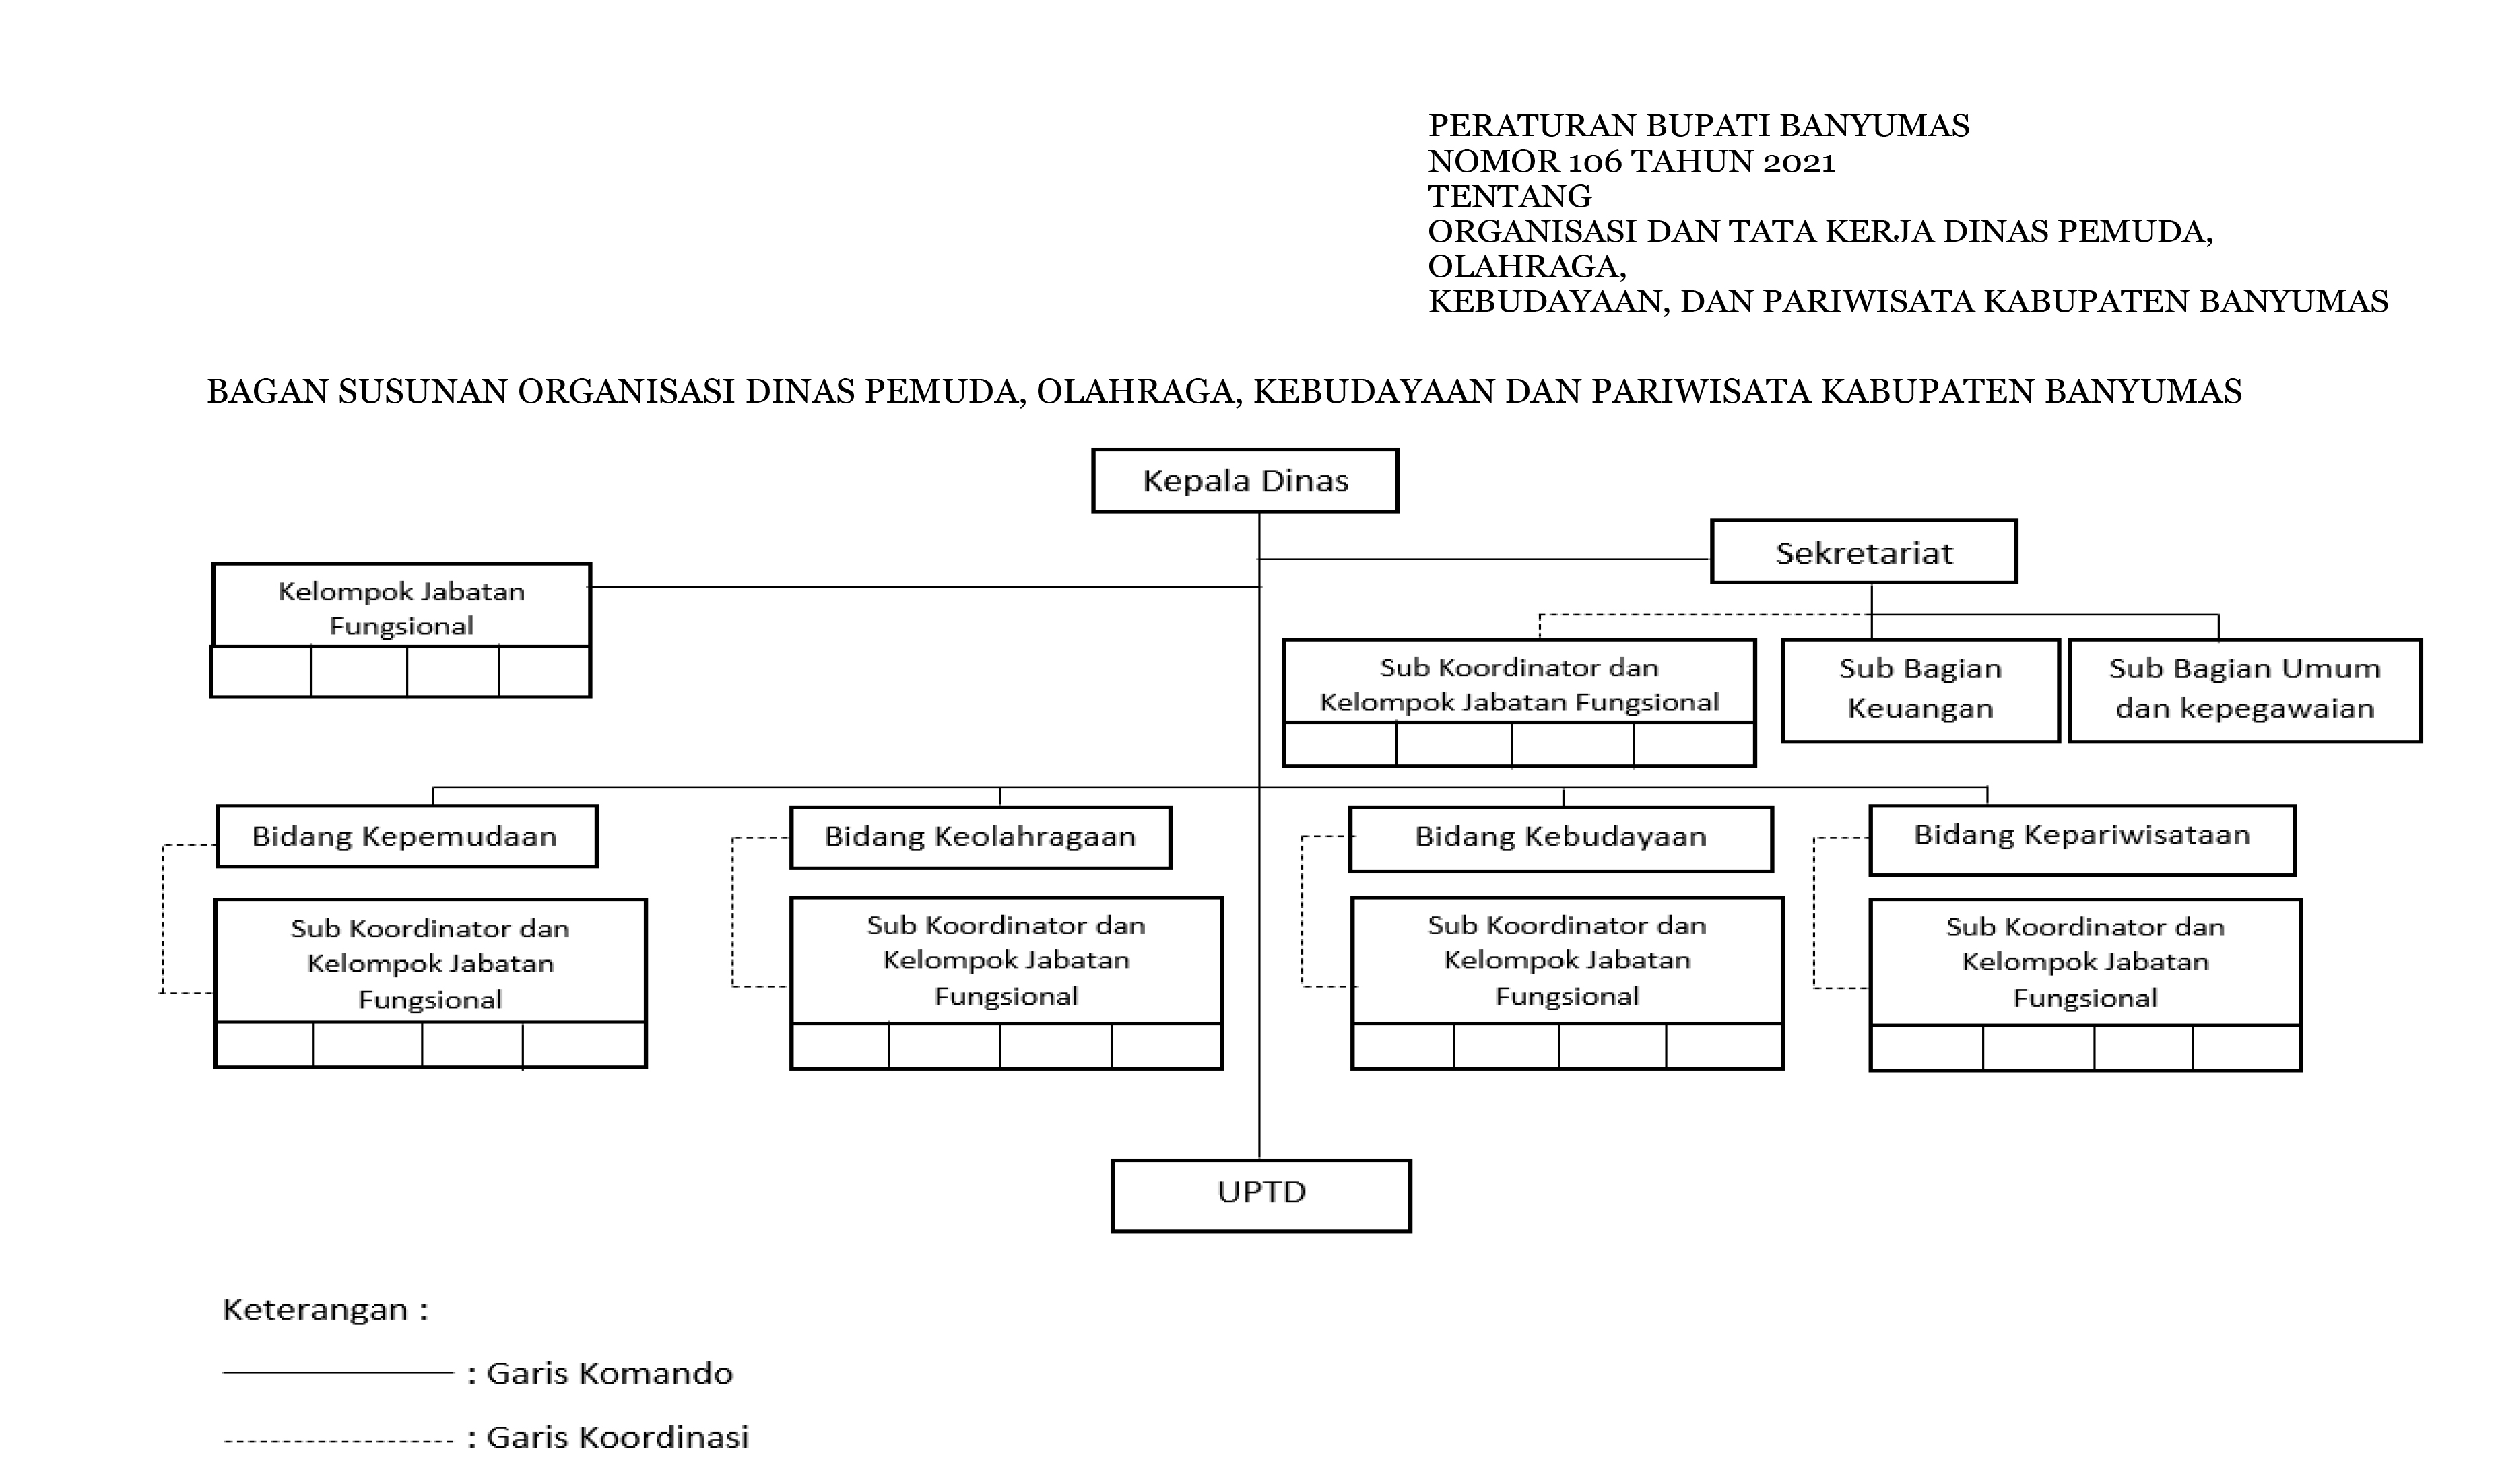 PERATURAN BUPATI BANYUMAS
NOMOR 106 TAHUN 2021
TENTANG
ORGANISASI DAN TATA KERJA DINAS PEMUDA,
OLAHRAGA,
KEBUDAYAAN, DAN PARIWISATA KABUPATEN BANYUMAS
BAGAN SUSUNAN ORGANISASI DINAS PEMUDA, OLAHRAGA, KEBUDAYAAN DAN PARIWISATA KABUPATEN BANYUMAS
Kepala Dinas
Sekretariat
Kelompok Jabatan
Fungsional
Sub Koordinator dan
Kelompok Jabatan Fungsional
Sub Bagian
Keuangan
Sub Bagian Umum
dan kepegawaian
Bidang Kepemudaan
Bidang Keolahragaan
Bidang Kebudayaan
Bidang Kepariwisataan
Sub Koordinator dan
Kelompok Jabatan
Fungsional
Sub Koordinator dan
Kelompok Jabatan
Fungsional
Sub Koordinator dan
Kelompok Jabatan
Fungsional
Sub Koordinator dan
Kelompok Jabatan
Fungsional
UPTD
Keterangan :
: Garis Komando
: Garis Koordinasi